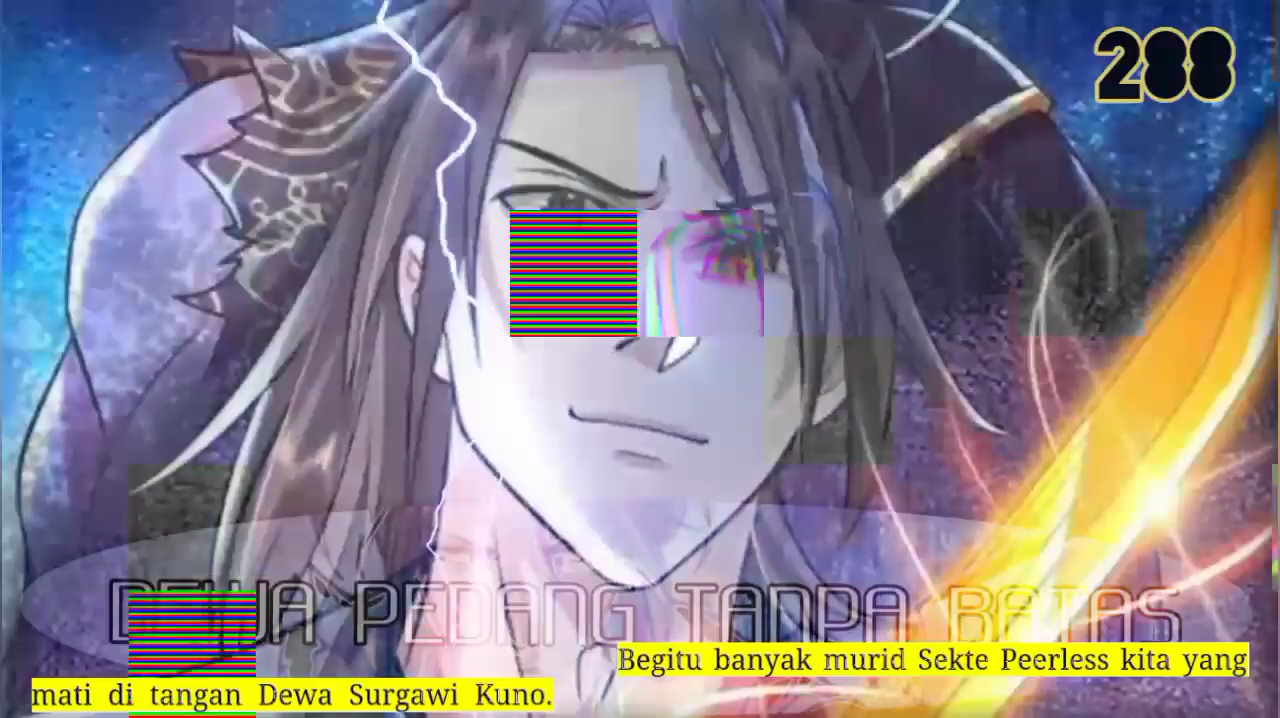 288
DEWA PEDANG TANPA BATAS
Begitu banyak murid Sekte Peerless kita yang
mati di tangan Dewa Surgawi Kuno.